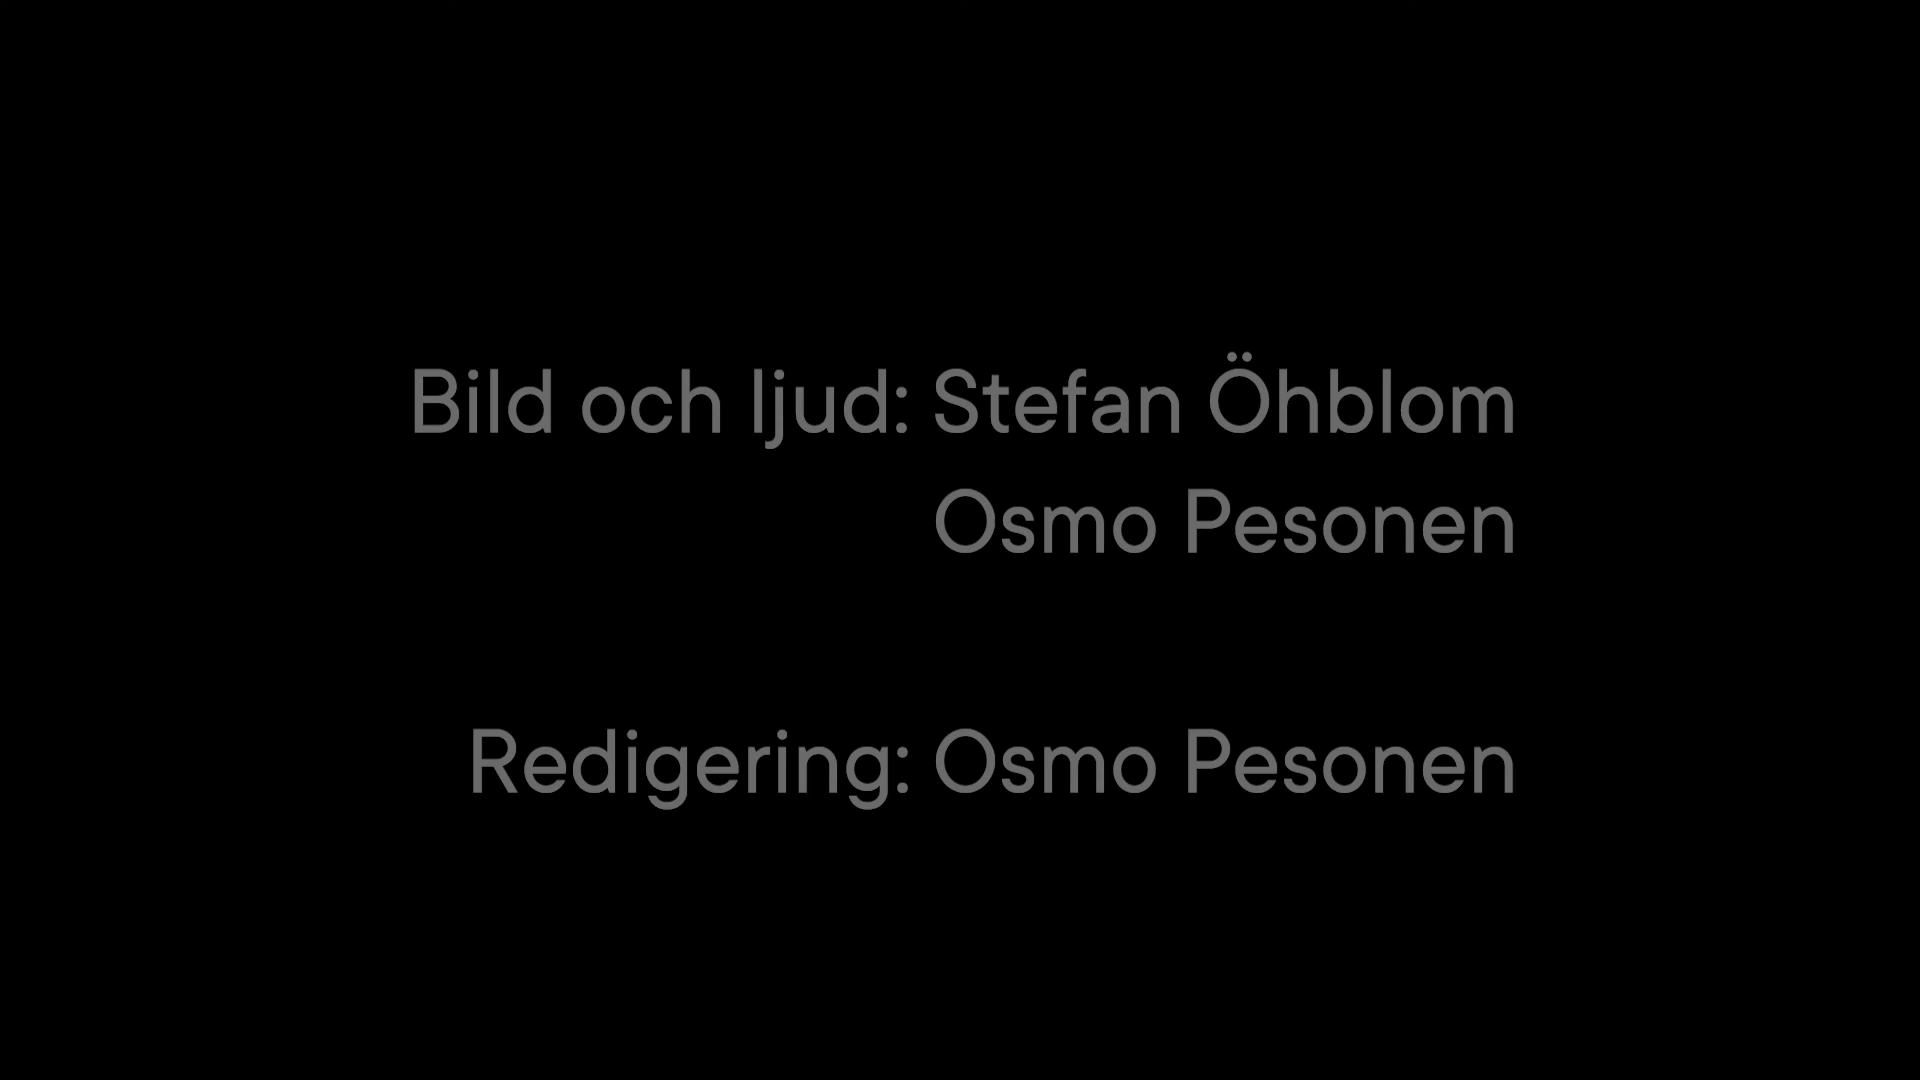 Bild och ljud: Stefan Öhblom
Osmo Pesonen
Redigering: Osmo Pesonen